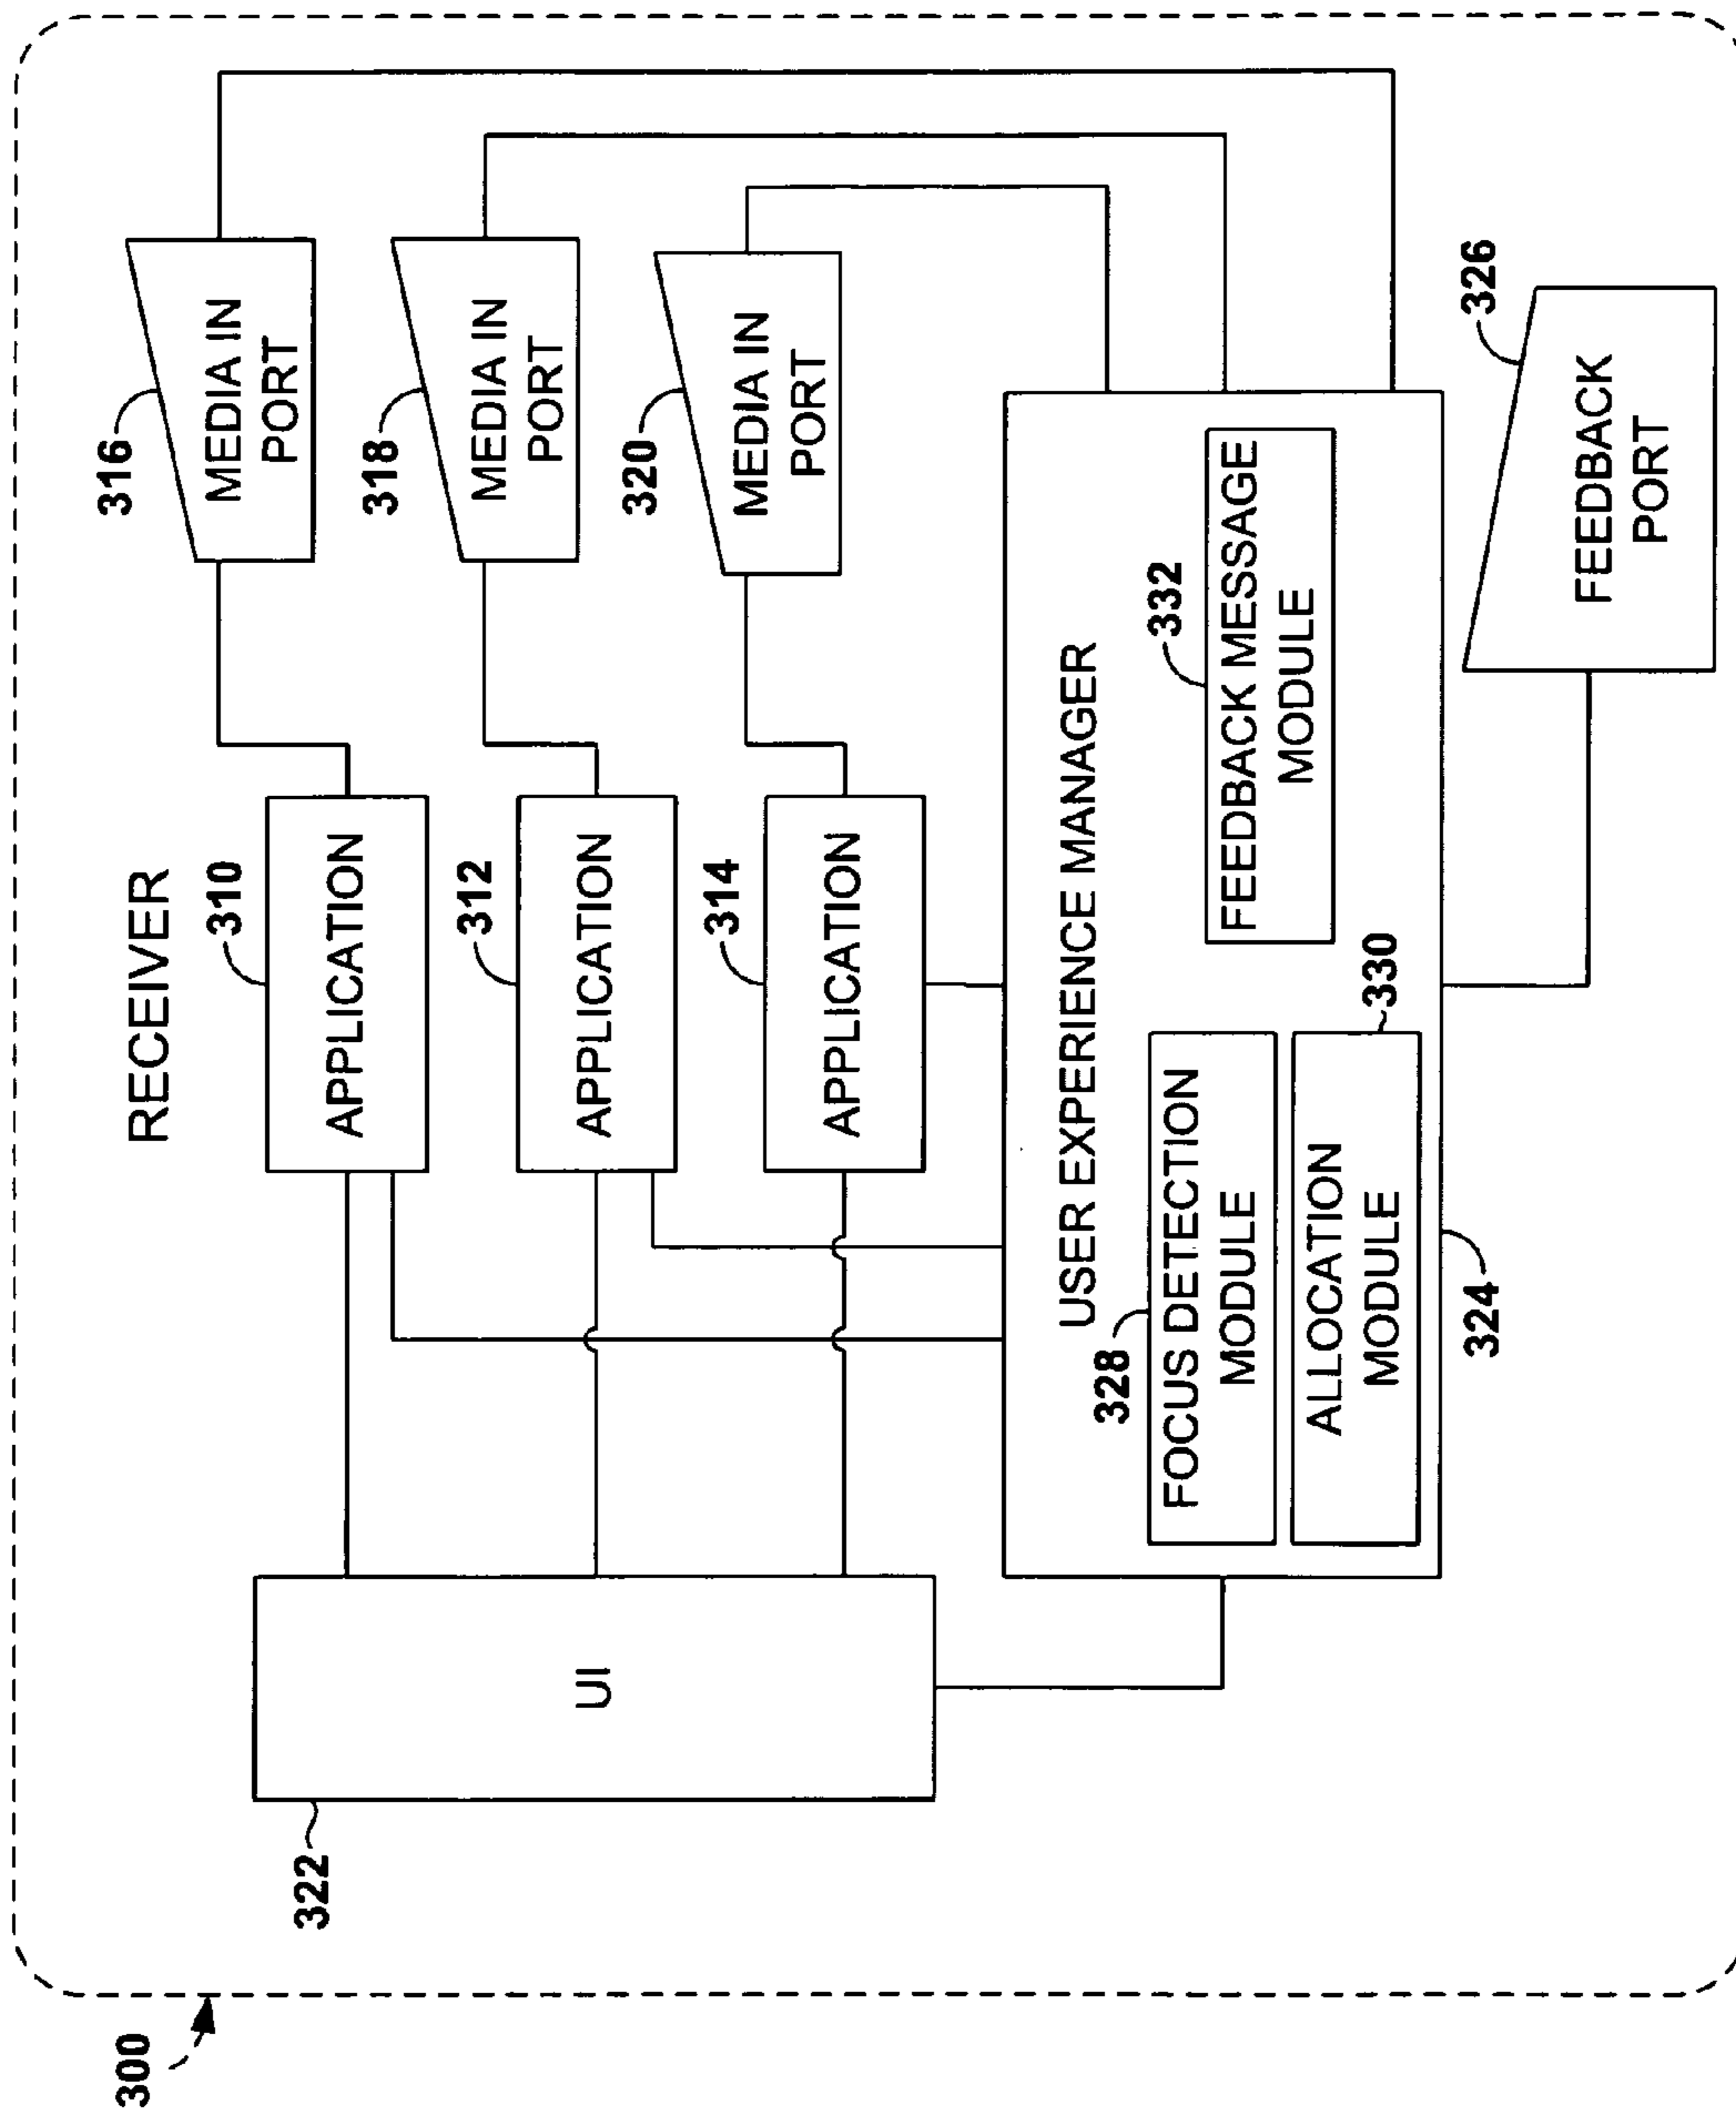 300
RECEIVER
322
UI
310
APPLICATION
312
APPLICATION
314
APPLICATION
316
MEDIA IN
PORT
318
MEDIA IN
PORT
320
MEDIA IN
PORT
USER EXPERIENCE MANAGER
328
FOCUS DETECTION
MODULE
ALLOCATION
MODULE
330
332
FEEDBACK MESSAGE
MODULE
324
326
FEEDBACK
PORT